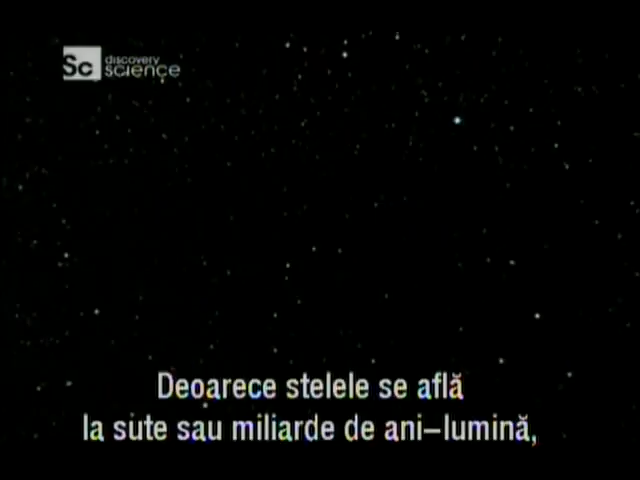 Sc discovery
science
Deoarece stelele se află
la sute sau miliarde de ani–lumină,